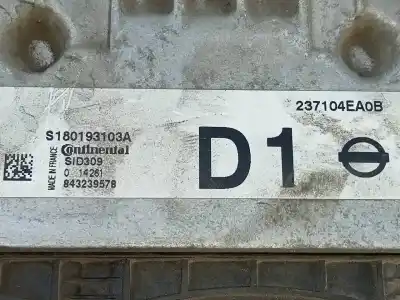 237104EA0B
S180193103A
Continental
SID309
0 14261
843239578
MADE IN FRANCE
D1